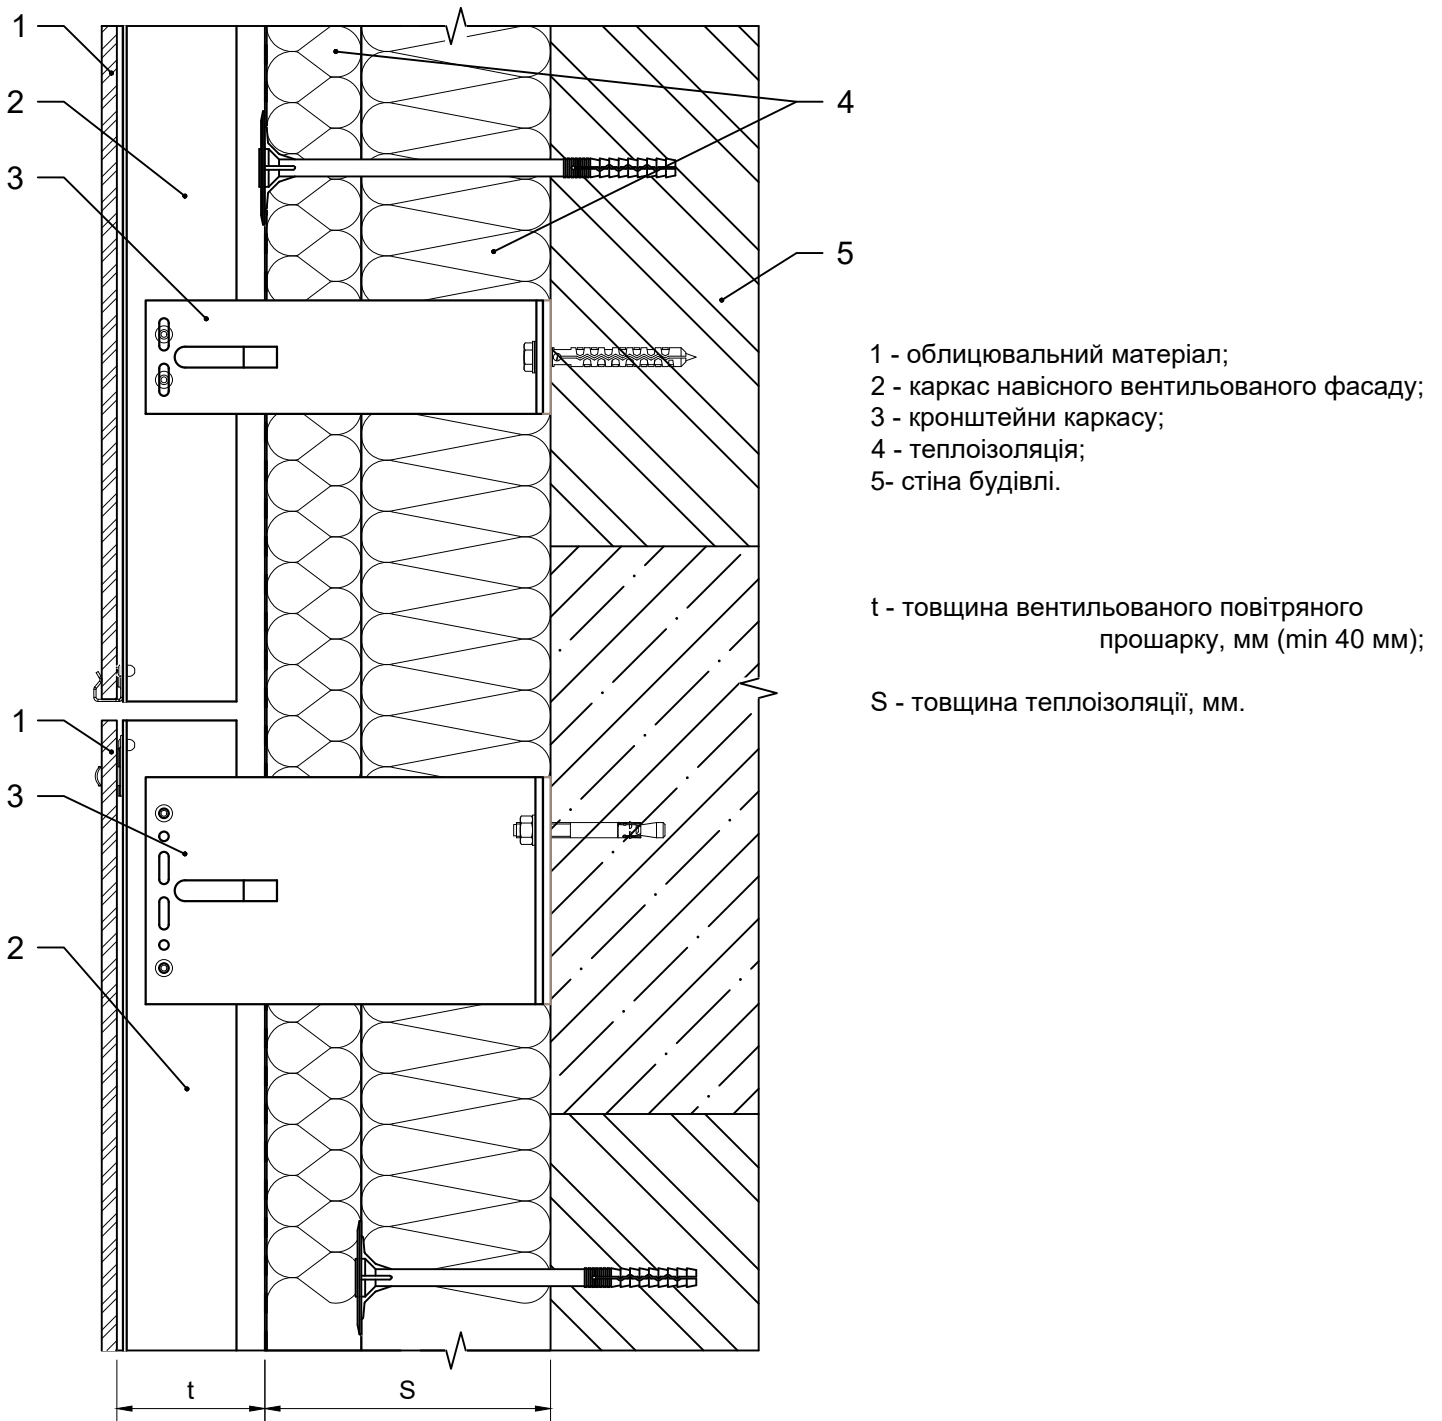 1
2
3
4
5
1 - облицювальний матеріал;
2 - каркас навісного вентильованого фасаду;
3 - кронштейни каркасу;
4 - теплоізоляція;
5- стіна будівлі.
t - товщина вентильованого повітряного
прошарку, мм (min 40 мм);
S - товщина теплоізоляції, мм.
1
3
2
t
S